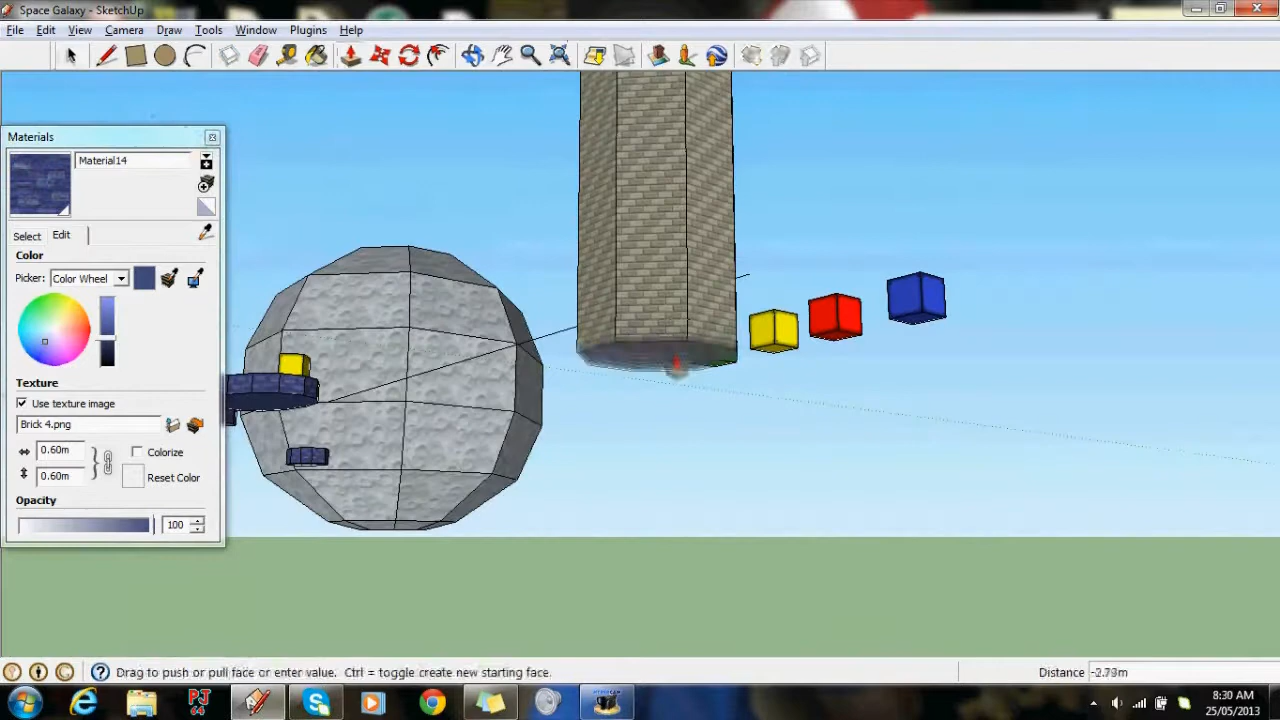 Space Galaxy - SketchUp
File Edit View Camera Draw Tools Window Plugins Help
Materials
Material14
Select Edit
Color
Picker: Color Wheel
Texture
Use texture image
Brick 4.png
0.60m Colorize
0.60m Reset Color
Opacity
100
Drag to push or pull face or enter value. Ctrl = toggle create new starting face.
Distance -2.79m
PJ
64
8:30 AM
25/05/2013